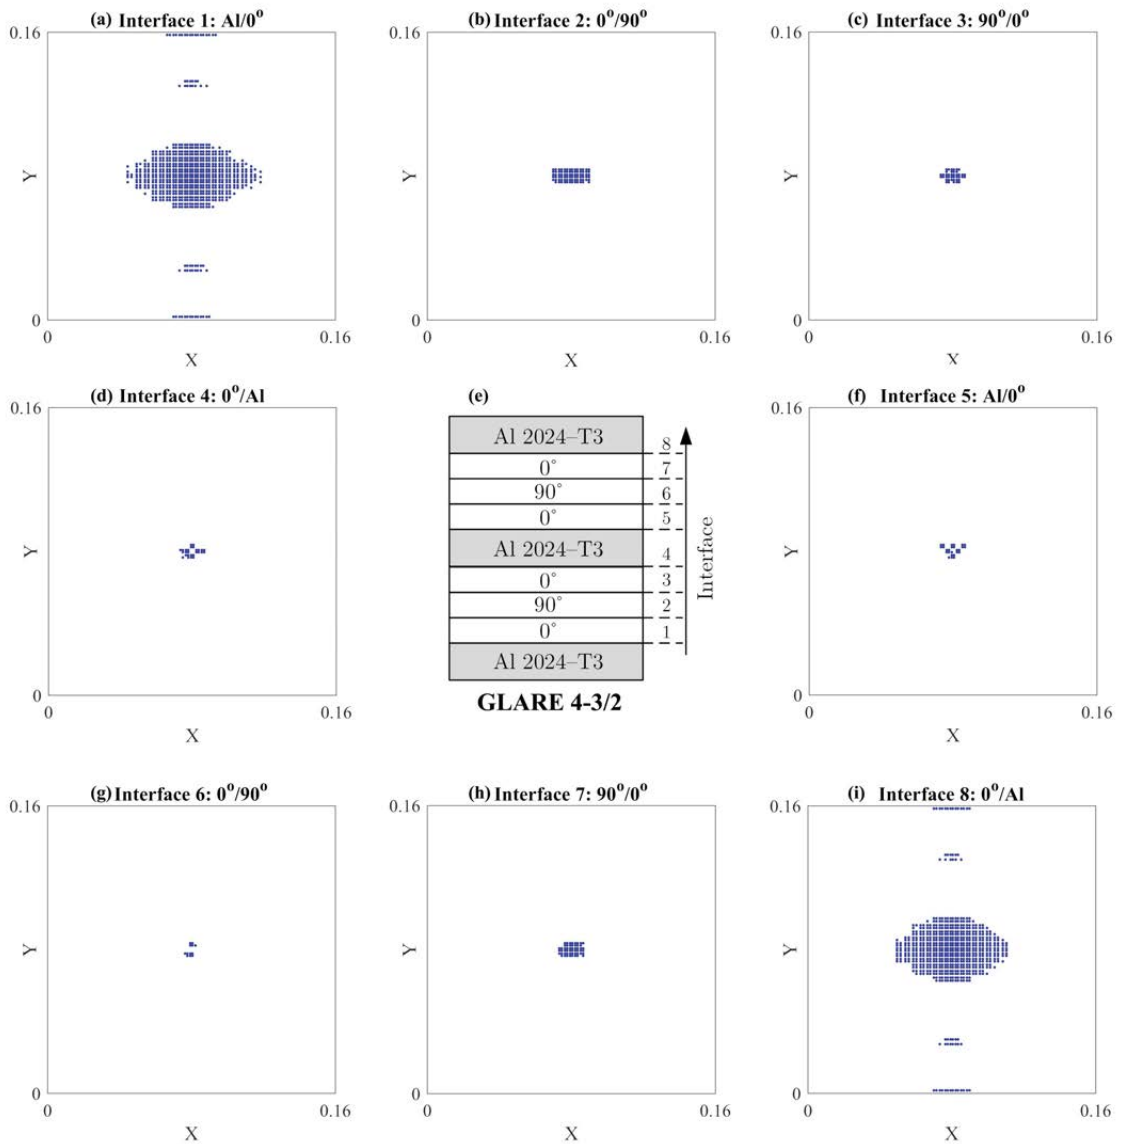 (a) Interface 1: Al/0°
(b) Interface 2: 0°/90°
(c) Interface 3: 90°/0°
0.16
Y
0
0
0.16
X
0.16
Y
0
0
0.16
X
0.16
Y
0
0
0.16
X
(d) Interface 4: 0°/Al
(e)
(f) Interface 5: Al/0°
0.16
Y
0
0
0.16
X
Al 2024–T3
8
0°
7
90°
6
0°
5
Al 2024–T3
4
0°
3
90°
2
0°
1
Al 2024–T3
Interface
GLARE 4-3/2
0.16
Y
0
0
0.16
X
(g) Interface 6: 0°/90°
(h) Interface 7: 90°/0°
(i) Interface 8: 0°/Al
0.16
Y
0
0
0.16
X
0.16
Y
0
0
0.16
X
0.16
Y
0
0
0.16
X